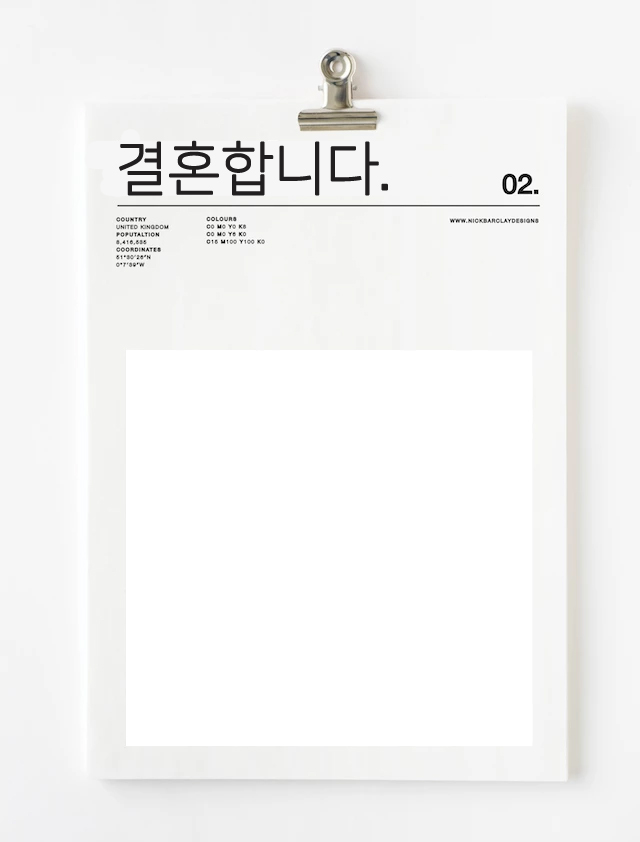 결혼합니다.
02.
COUNTRY
UNITED KINGDOM
POPUTALTION
8,416,535
COORDINATES
51°30'26"N
0°7'39"W
COLOURS
C0 M0 Y0 K6
C0 M0 Y6 K0
C15 M100 Y100 K0
WWW.NICKBARCLAYDESIGNS